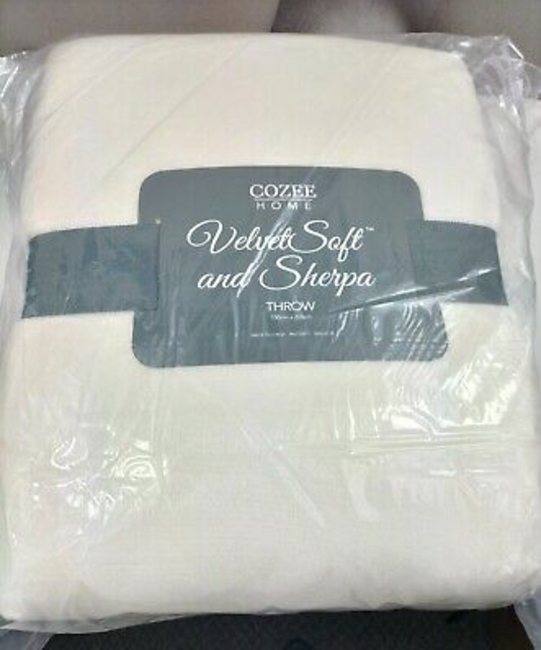 COZEE
HOME
VelvetSoft™
and Sherpa
THROW